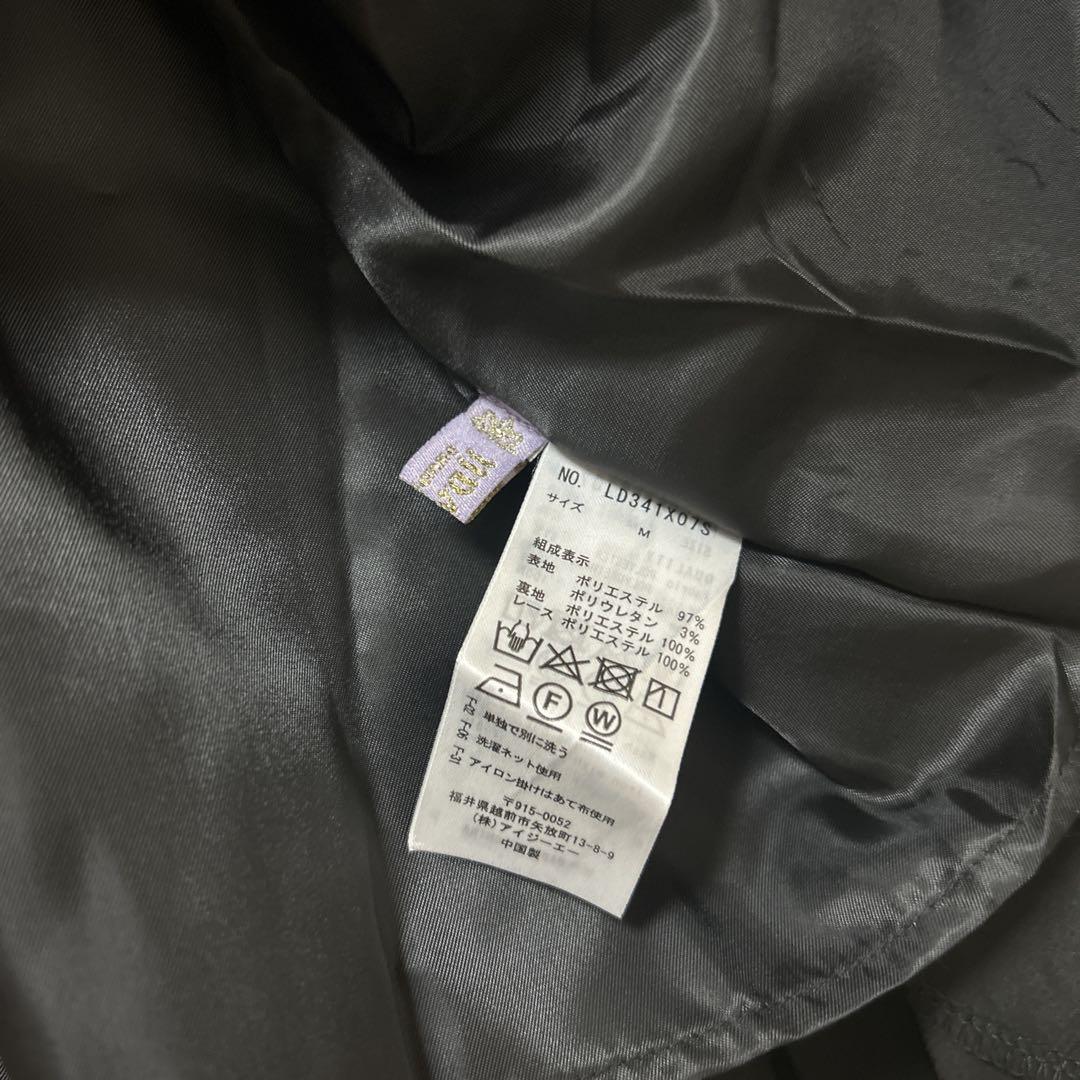 NO. LD341X07S
サイズ M
組成表示
表地 ポリエステル 97%
ポリウレタン 3%
裏地 ポリエステル 100%
レース ポリエステル 100%
F
W
単独で別に洗う
洗濯ネット使用
アイロン掛けはあて布使用
〒915-0052
福井県越前市矢放町13-8-9
(株)アイジーエー
中国製